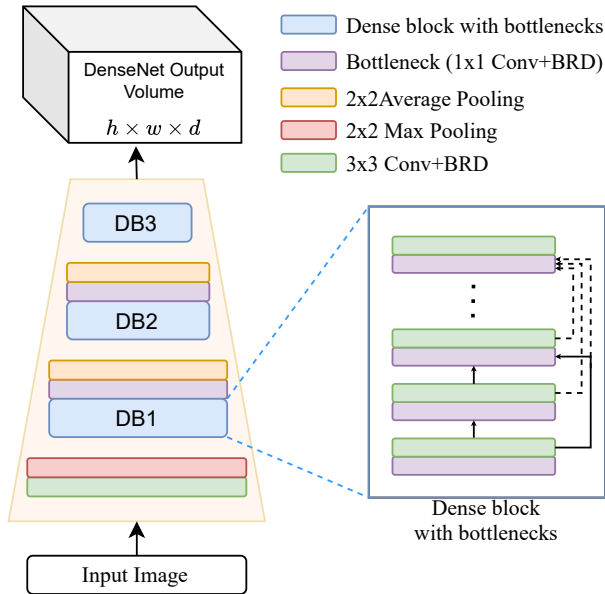 DenseNet Output
Volume
h × w × d
Dense block with bottlenecks
Bottleneck (1x1 Conv+BRD)
2x2Average Pooling
2x2 Max Pooling
3x3 Conv+BRD
DB3
DB2
DB1
Dense block
with bottlenecks
Input Image